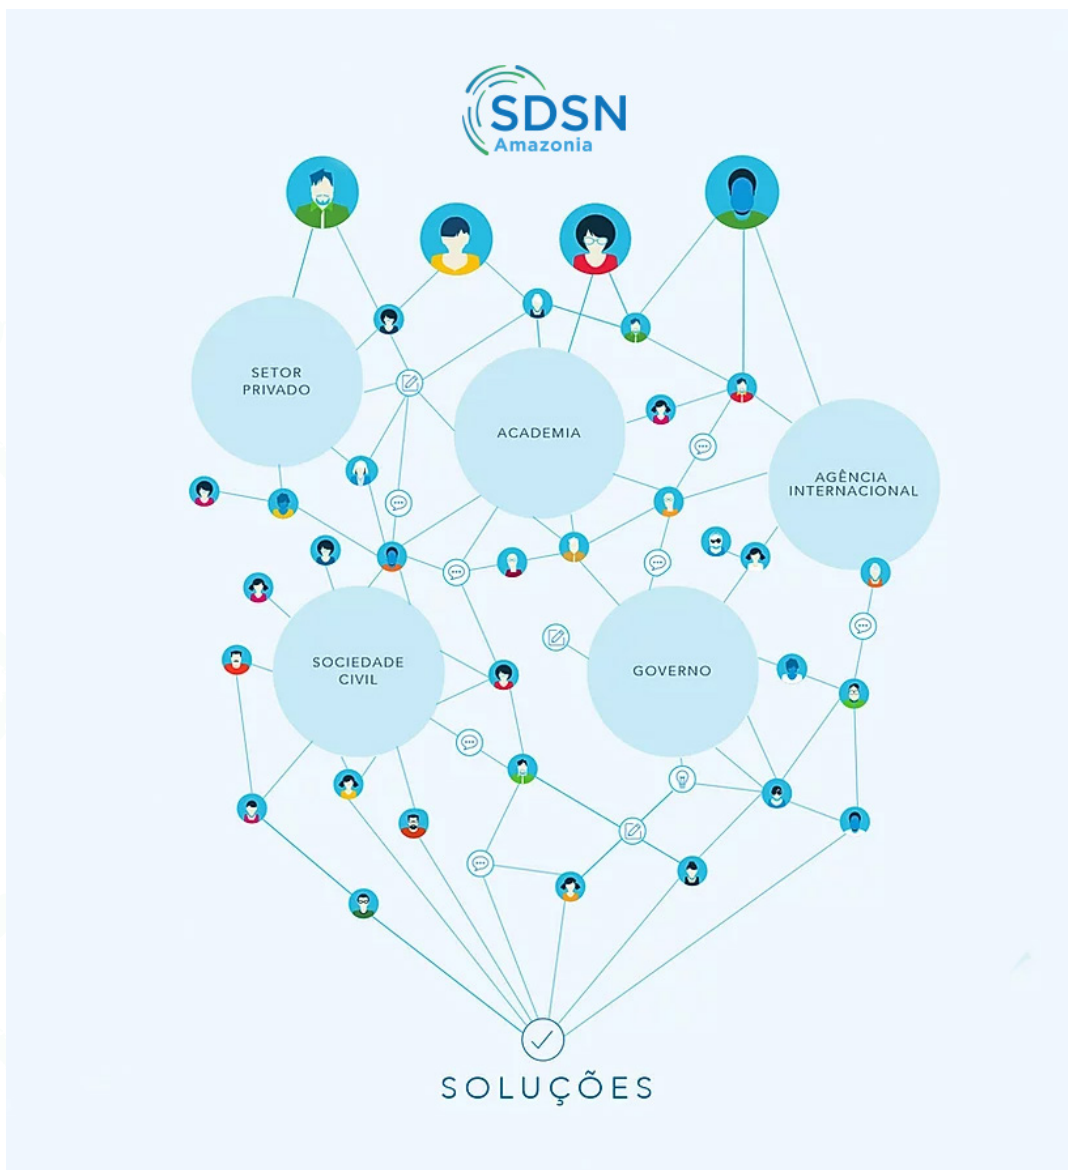 SDSN
Amazonia
SETOR
PRIVADO
ACADEMIA
AGÊNCIA
INTERNACIONAL
SOCIEDADE
CIVIL
GOVERNO
SOLUÇÕES